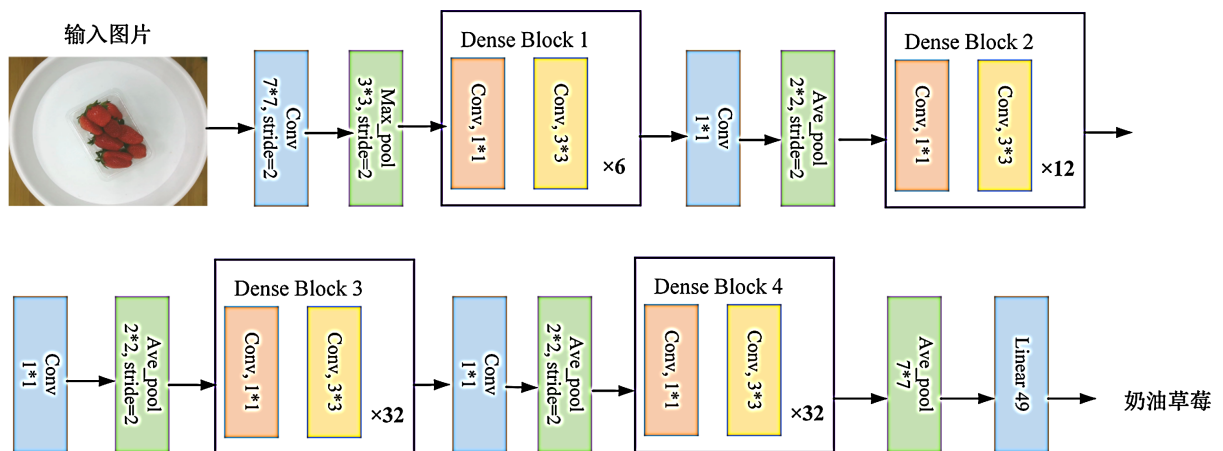 输入图片
Conv
7*7, stride=2
Max_pool
3*3, stride=2
Dense Block 1
Conv, 1*1
Conv, 3*3
×6
Conv
1*1
Ave_pool
2*2, stride=2
Dense Block 2
Conv, 1*1
Conv, 3*3
×12
Conv
1*1
Ave_pool
2*2, stride=2
Dense Block 3
Conv, 1*1
Conv, 3*3
×32
Conv
1*1
Ave_pool
2*2, stride=2
Dense Block 4
Conv, 1*1
Conv, 3*3
×32
Ave_pool
7*7
Linear 49
奶油草莓